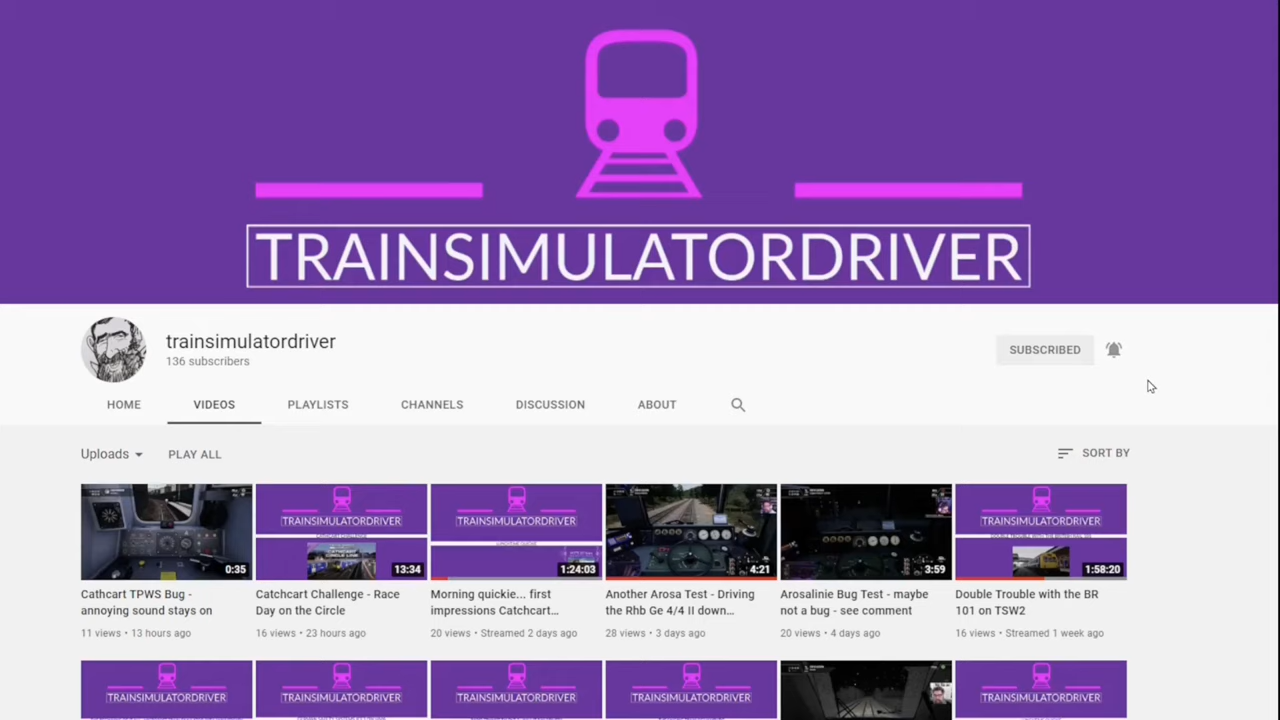 TRAINSIMULATORDRIVER
trainsimulatordriver
136 subscribers
SUBSCRIBED
HOME
VIDEOS
PLAYLISTS
CHANNELS
DISCUSSION
ABOUT
Uploads
PLAY ALL
SORT BY
TRAINSIMULATORDRIVER
TRAINSIMULATORDRIVER
TRAINSIMULATORDRIVER
0:35
13:34
1:24:03
4:21
3:59
1:58:20
Cathcart TPWS Bug -
annoying sound stays on
11 views • 13 hours ago
Catchcart Challenge - Race
Day on the Circle
16 views • 23 hours ago
Morning quickie... first
impressions Catchcart...
20 views • Streamed 2 days ago
Another Arosa Test - Driving
the Rhb Ge 4/4 II down...
28 views • 3 days ago
Arosalinie Bug Test - maybe
not a bug - see comment
20 views • 4 days ago
Double Trouble with the BR
101 on TSW2
16 views • Streamed 1 week ago
TRAINSIMULATORDRIVER
TRAINSIMULATORDRIVER
TRAINSIMULATORDRIVER
TRAINSIMULATORDRIVER
TRAINSIMULATORDRIVER